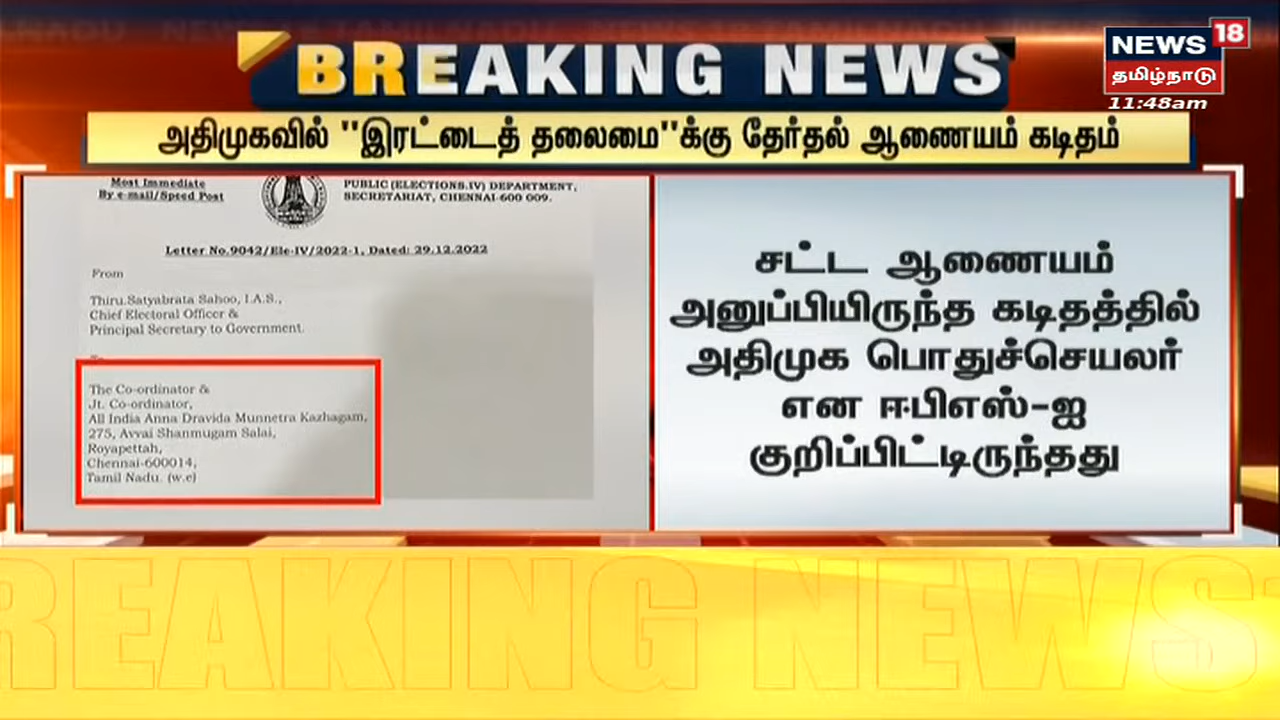 BREAKING NEWS
NEWS 18
தமிழ்நாடு
11:48am
அதிமுகவில் "இரட்டைத் தலைமை"க்கு தேர்தல் ஆணையம் கடிதம்
Most Immediate
By e-mail/Speed Post
PUBLIC (ELECTIONS.IV) DEPARTMENT,
SECRETARIAT, CHENNAI-600 009.
Letter No.9042/Ele-IV/2022-1, Dated: 29.12.2022
From
Thiru.Satyabrata Sahoo, I.A.S.,
Chief Electoral Officer &
Principal Secretary to Government.
The Co-ordinator &
Jt. Co-ordinator,
All India Anna Dravida Munnetra Kazhagam,
275, Avvai Shanmugam Salai,
Royapettah,
Chennai-600014,
Tamil Nadu. (w.e)
சட்ட ஆணையம்
அனுப்பியிருந்த கடிதத்தில்
அதிமுக பொதுச்செயலர்
என ஈபிஎஸ்-ஐ
குறிப்பிட்டிருந்தது
REAKING NEWS